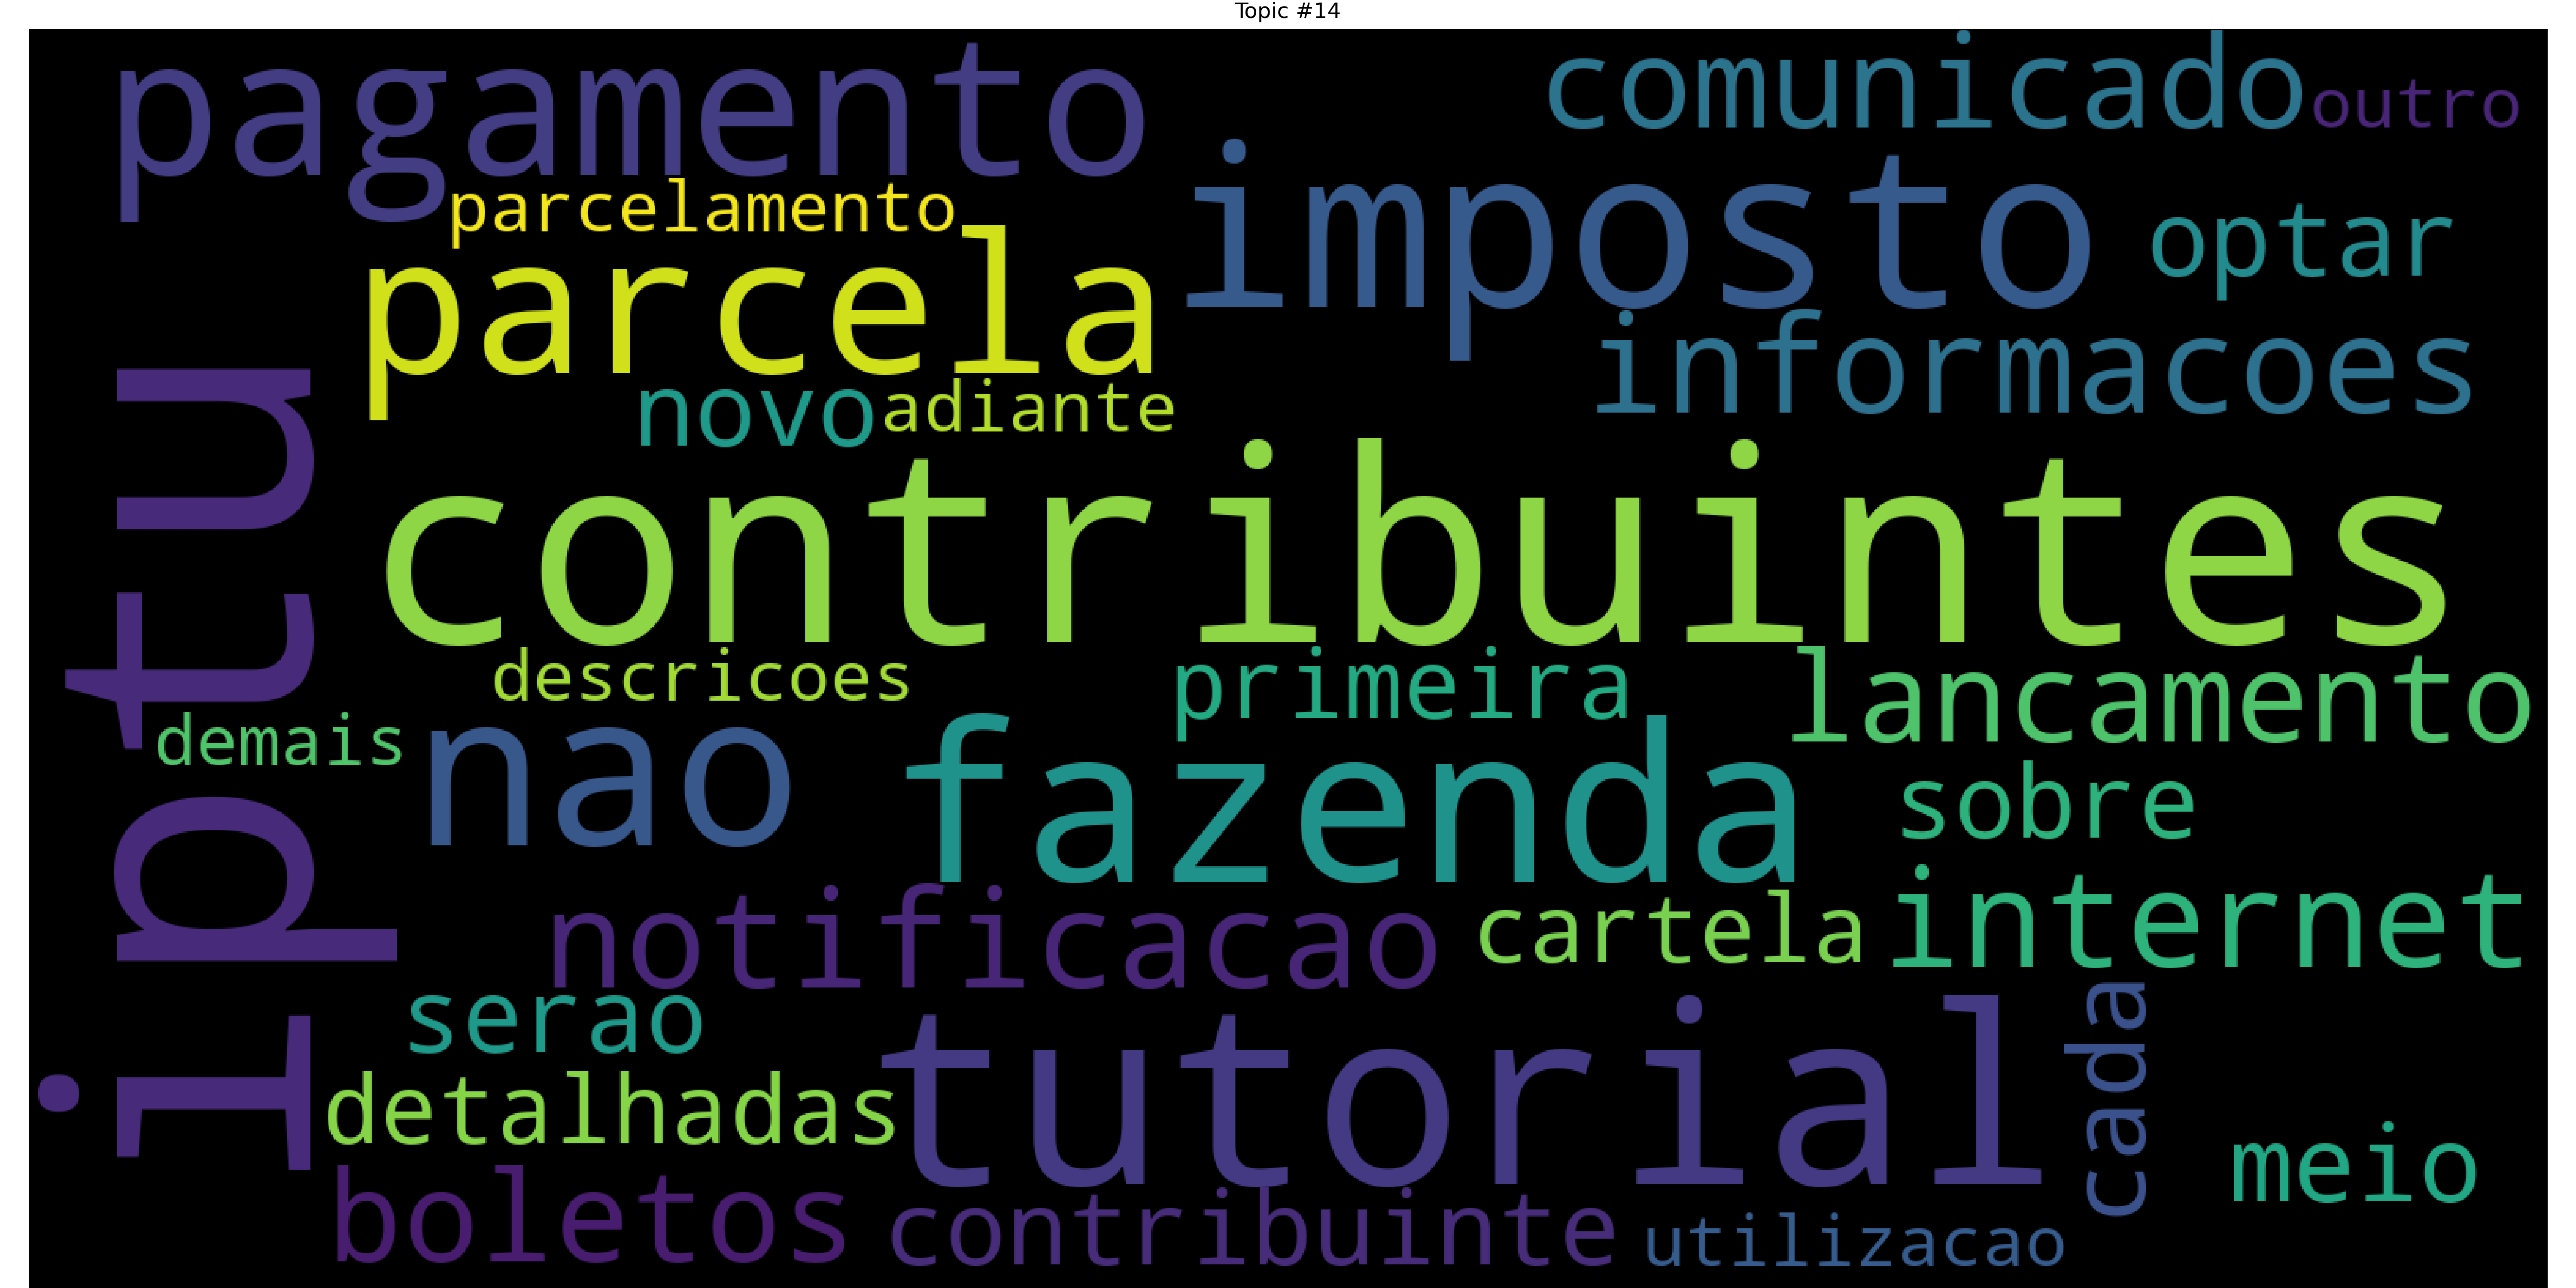 Topic #14
pagamento
comunicado
outro
parcelamento
imposto
optar
parcela
informacoes
novo
adiante
iptu
contribuintes
descricoes
primeira
lancamento
demais
nao
fazenda
sobre
notificacao
cartela
internet
serao
tutorial
cada
detalhadas
meio
boletos
contribuinte
utilizacao